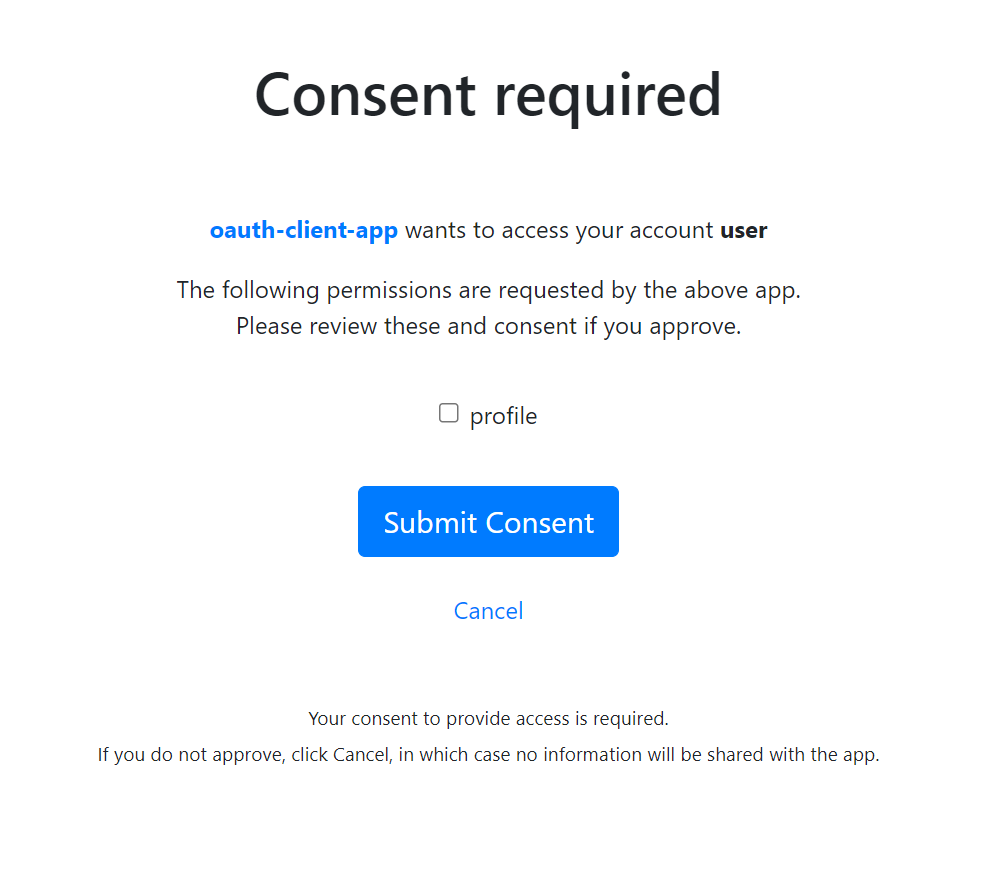 Consent required
oauth-client-app wants to access your account user
The following permissions are requested by the above app.
Please review these and consent if you approve.
profile
Submit Consent
Cancel
Your consent to provide access is required.
If you do not approve, click Cancel, in which case no information will be shared with the app.